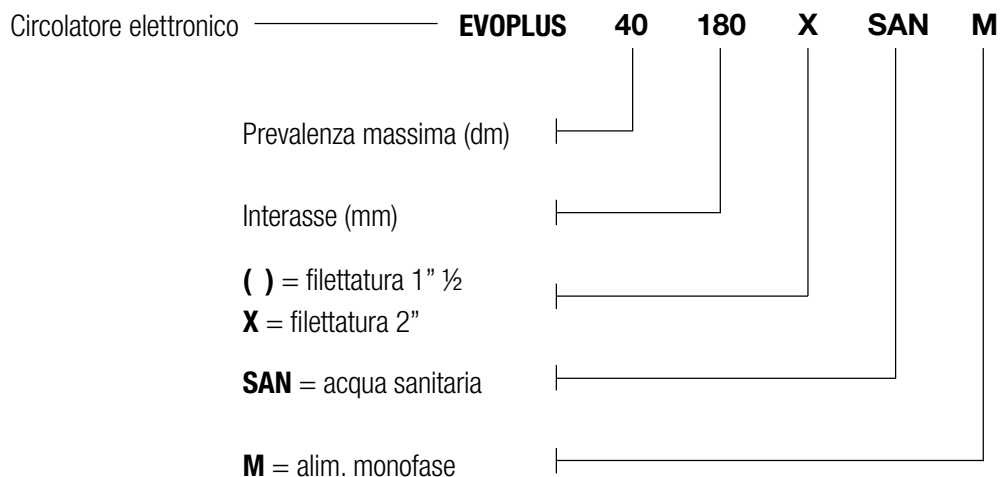 Circolatore elettronico EVOPLUS 40 180 X SAN M
Prevalenza massima (dm)
Interasse (mm)
( ) = filettatura 1” ½
X = filettatura 2”
SAN = acqua sanitaria
M = alim. monofase